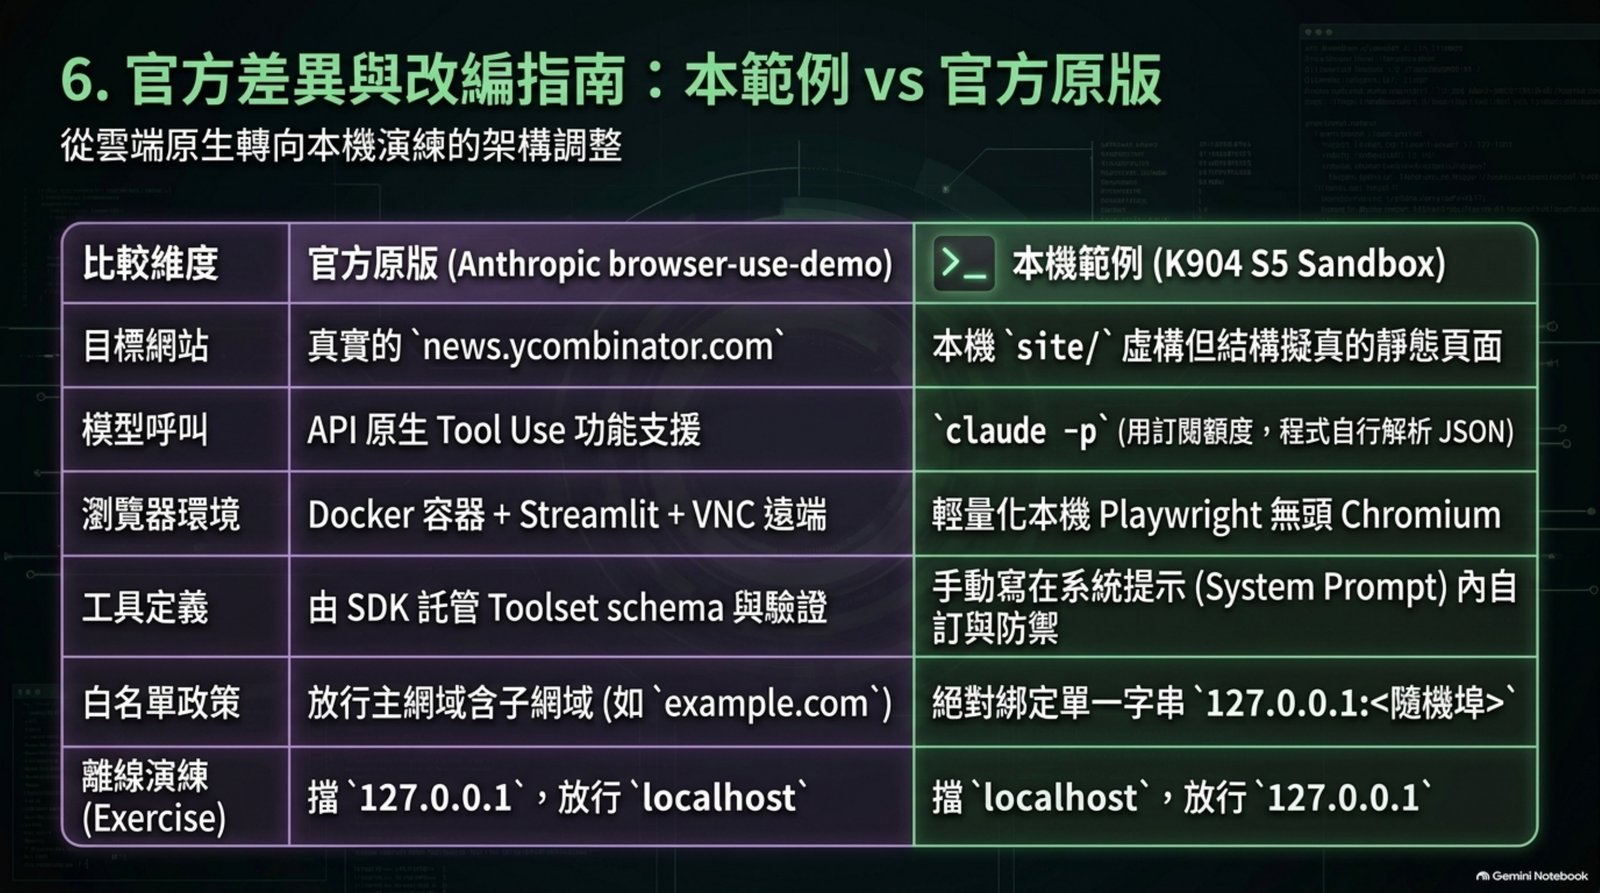 6. 官方差異與改編指南：本範例 vs 官方原版
從雲端原生轉向本機演練的架構調整
比較維度
官方原版 (Anthropic browser-use-demo)
>_ 本機範例 (K904 S5 Sandbox)
目標網站
真實的 `news.ycombinator.com`
本機 `site/` 虛構但結構擬真的靜態頁面
模型呼叫
API 原生 Tool Use 功能支援
`claude -p` (用訂閱額度，程式自行解析 JSON)
瀏覽器環境
Docker 容器 + Streamlit + VNC 遠端
輕量化本機 Playwright 無頭 Chromium
工具定義
由 SDK 託管 Toolset schema 與驗證
手動寫在系統提示 (System Prompt) 內自
訂與防禦
白名單政策
放行主網域含子網域 (如 `example.com`)
絕對綁定單一字串 `127.0.0.1:<隨機埠>`
離線演練
(Exercise)
擋 `127.0.0.1`，放行 `localhost`
擋 `localhost`，放行 `127.0.0.1`
Gemini Notebook